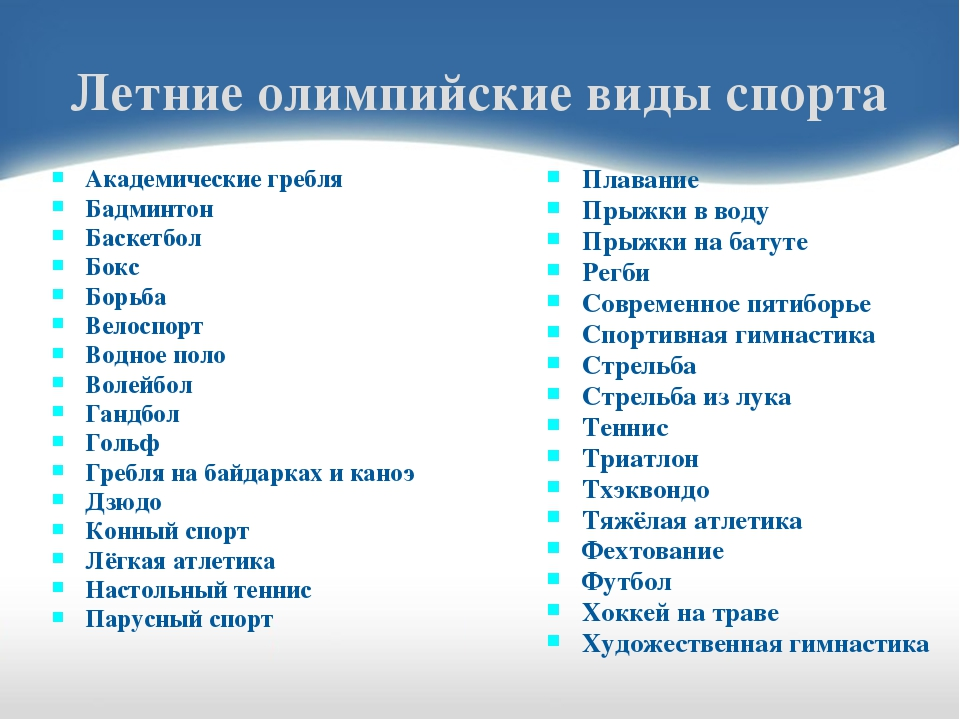 Летние олимпийские виды спорта
Академические гребля
Бадминтон
Баскетбол
Бокс
Борьба
Велоспорт
Водное поло
Волейбол
Гандбол
Гольф
Гребля на байдарках и каноэ
Дзюдо
Конный спорт
Лёгкая атлетика
Настольный теннис
Парусный спорт
Плавание
Прыжки в воду
Прыжки на батуте
Регби
Современное пятиборье
Спортивная гимнастика
Стрельба
Стрельба из лука
Теннис
Триатлон
Тхэквондо
Тяжёлая атлетика
Фехтование
Футбол
Хоккей на траве
Художественная гимнастика